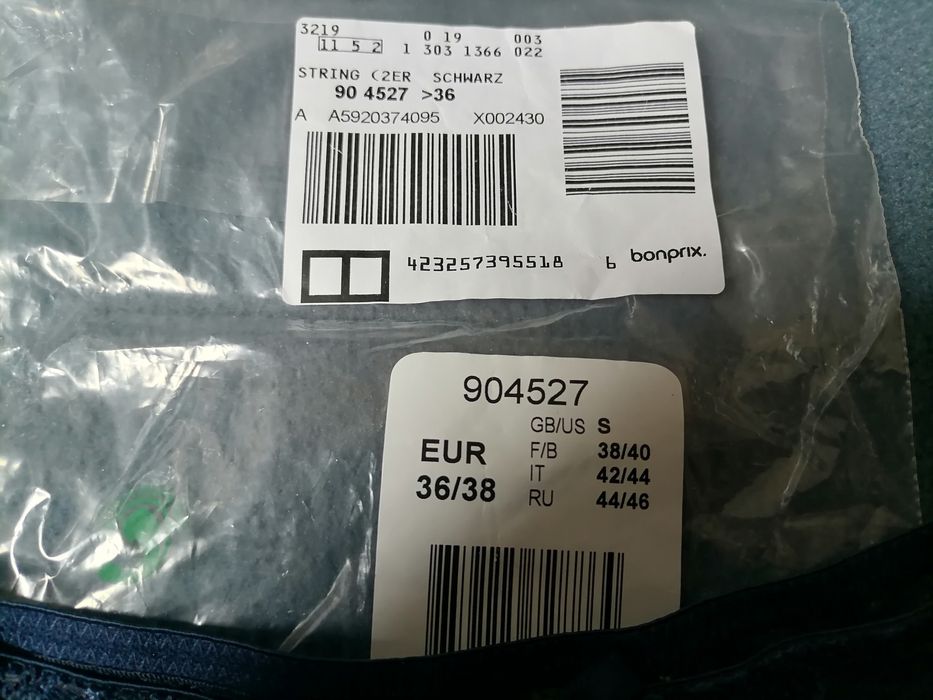 3219 0 19 003
11 5 2 1 303 1366 022
STRING (2ER SCHWARZ
90 4527 >36
A A5920374095 X002430
423257395518 6 bonprix.
904527
GB/US S
EUR F/B 38/40
36/38 IT 42/44
RU 44/46